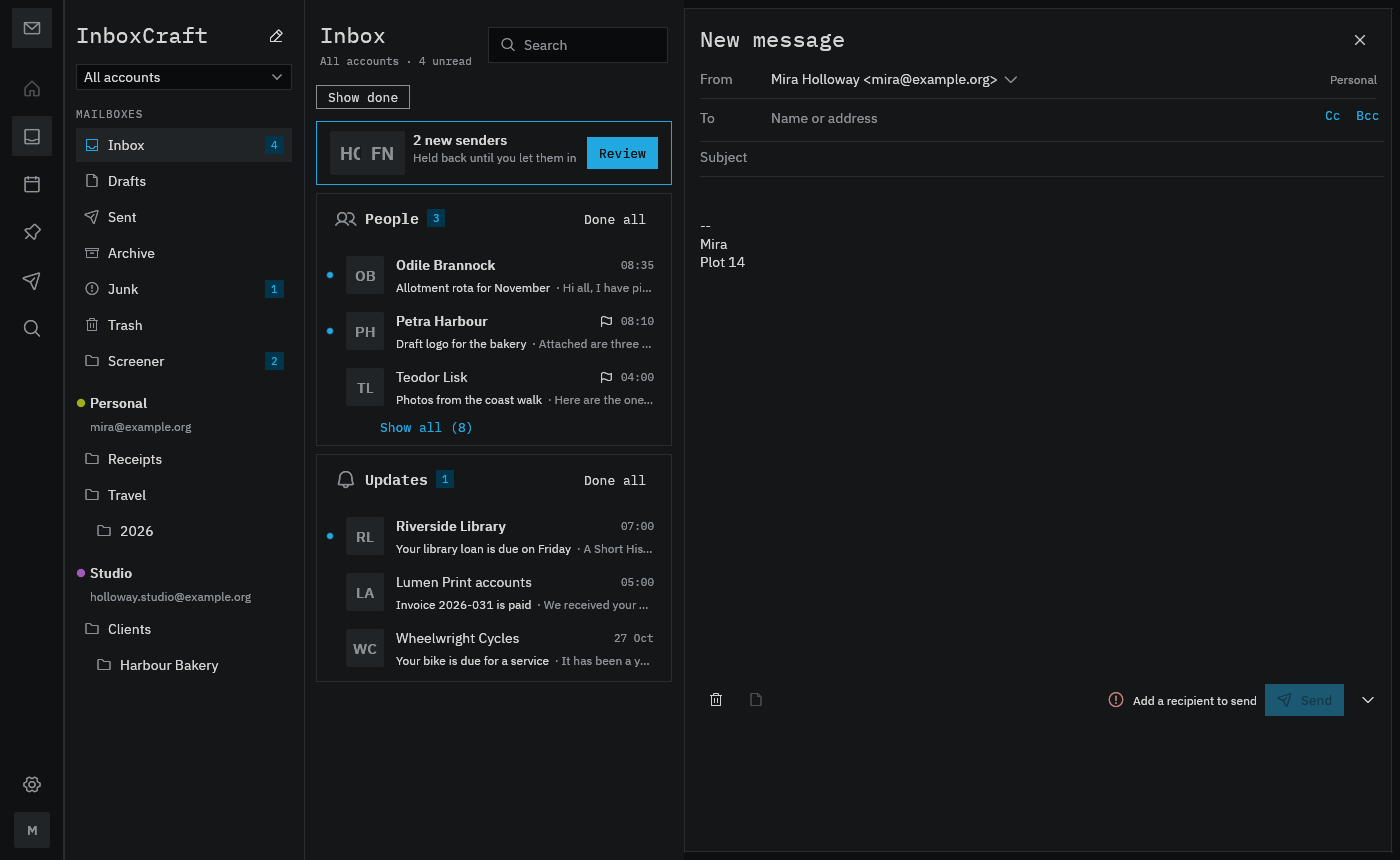 InboxCraft
All accounts
MAILBOXES
Inbox 4
Drafts
Sent
Archive
Junk 1
Trash
Screener 2
Personal
mira@example.org
Receipts
Travel
2026
Studio
holloway.studio@example.org
Clients
Harbour Bakery
M
Inbox
All accounts · 4 unread
Search
Show done
FN
2 new senders
Held back until you let them in
Review
People 3
Done all
OB
Odile Brannock 08:35
Allotment rota for November · Hi all, I have pi...
PH
Petra Harbour 08:10
Draft logo for the bakery · Attached are three ...
TL
Teodor Lisk 04:00
Photos from the coast walk · Here are the one...
Show all (8)
Updates 1
Done all
RL
Riverside Library 07:00
Your library loan is due on Friday · A Short His...
LA
Lumen Print accounts 05:00
Invoice 2026-031 is paid · We received your ...
WC
Wheelwright Cycles 27 Oct
Your bike is due for a service · It has been a y...
New message
From Mira Holloway <mira@example.org> Personal
To Name or address Cc Bcc
Subject
--
Mira
Plot 14
Add a recipient to send
Send